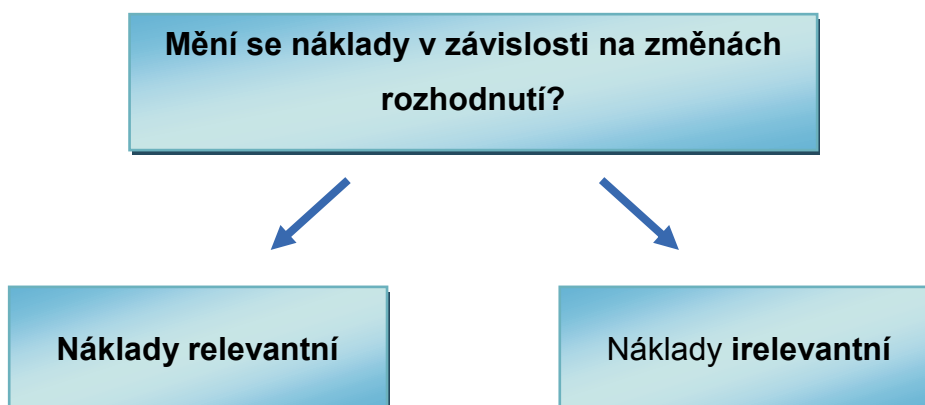 Mění se náklady v závislosti na změnách
rozhodnutí?
Náklady relevantní
Náklady irelevantní